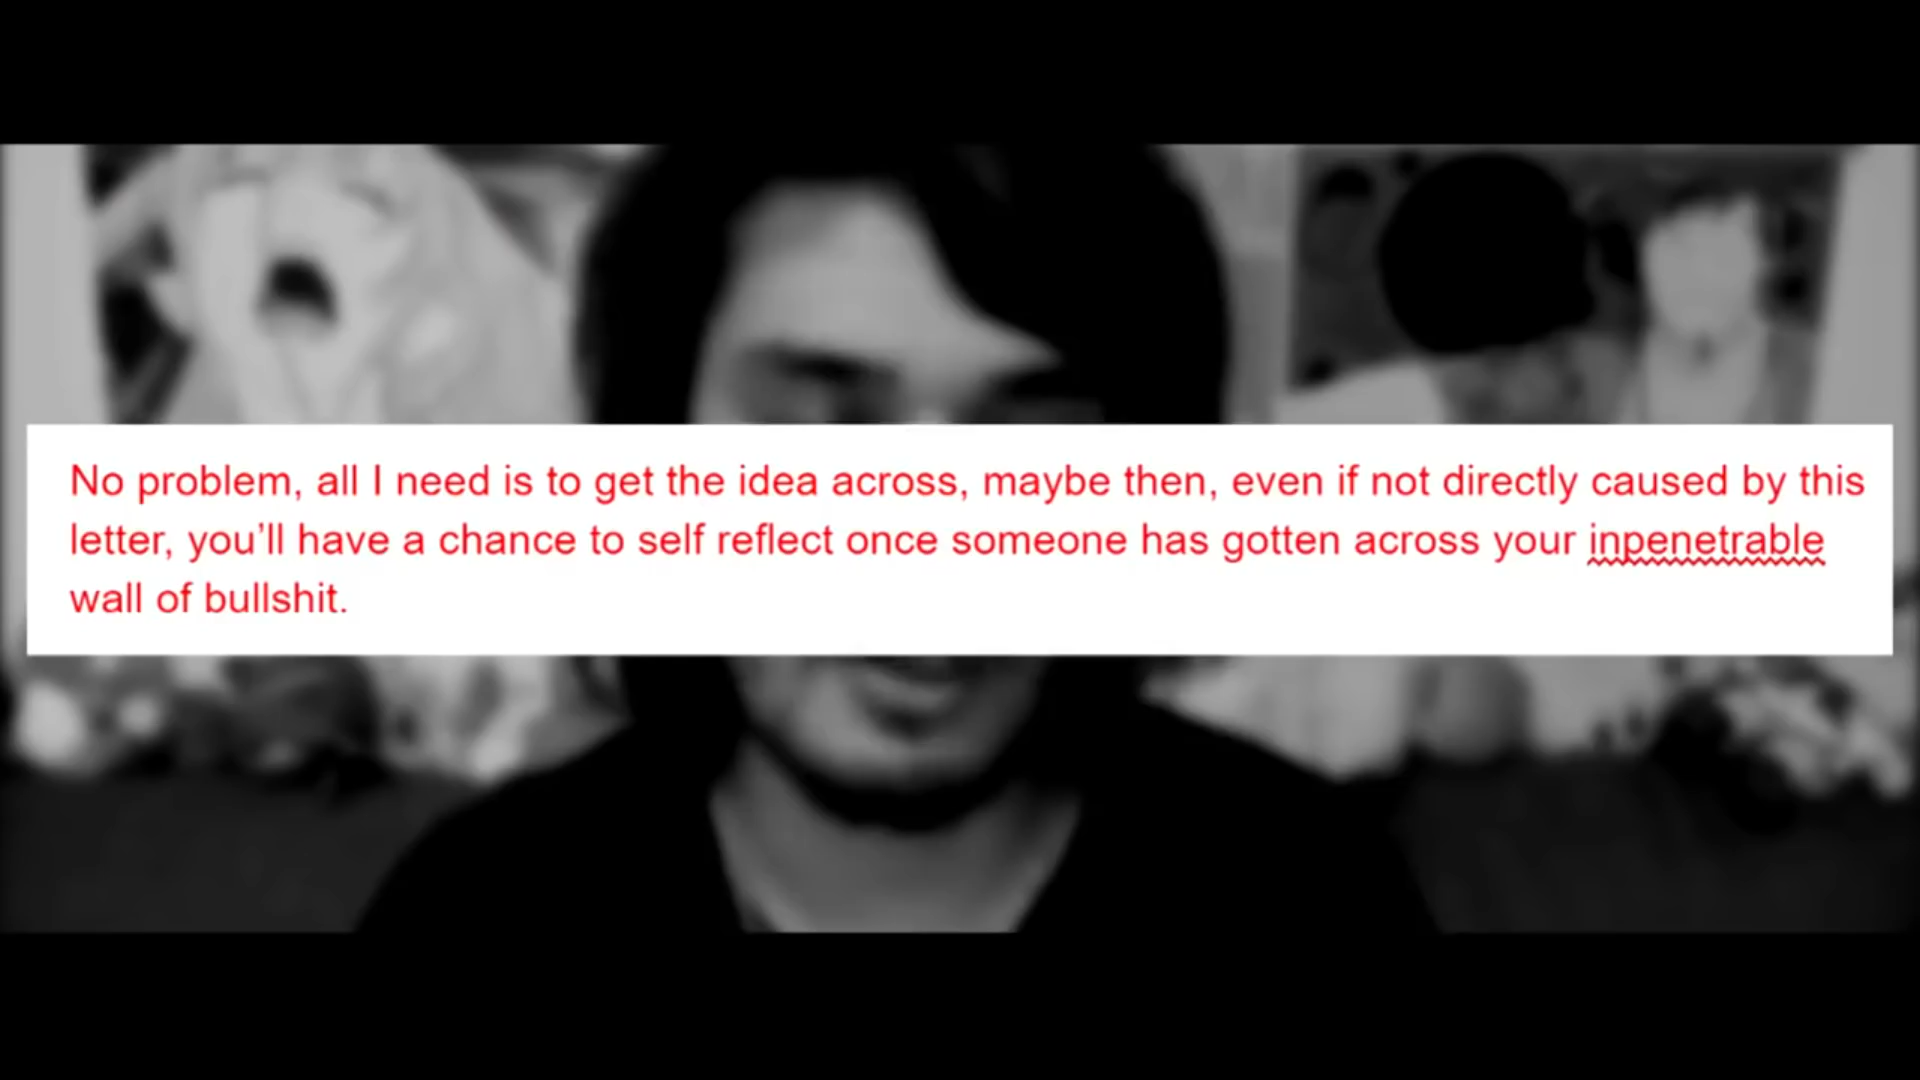 No problem, all I need is to get the idea across, maybe then, even if not directly caused by this
letter, you’ll have a chance to self reflect once someone has gotten across your inpenetrable
wall of bullshit.